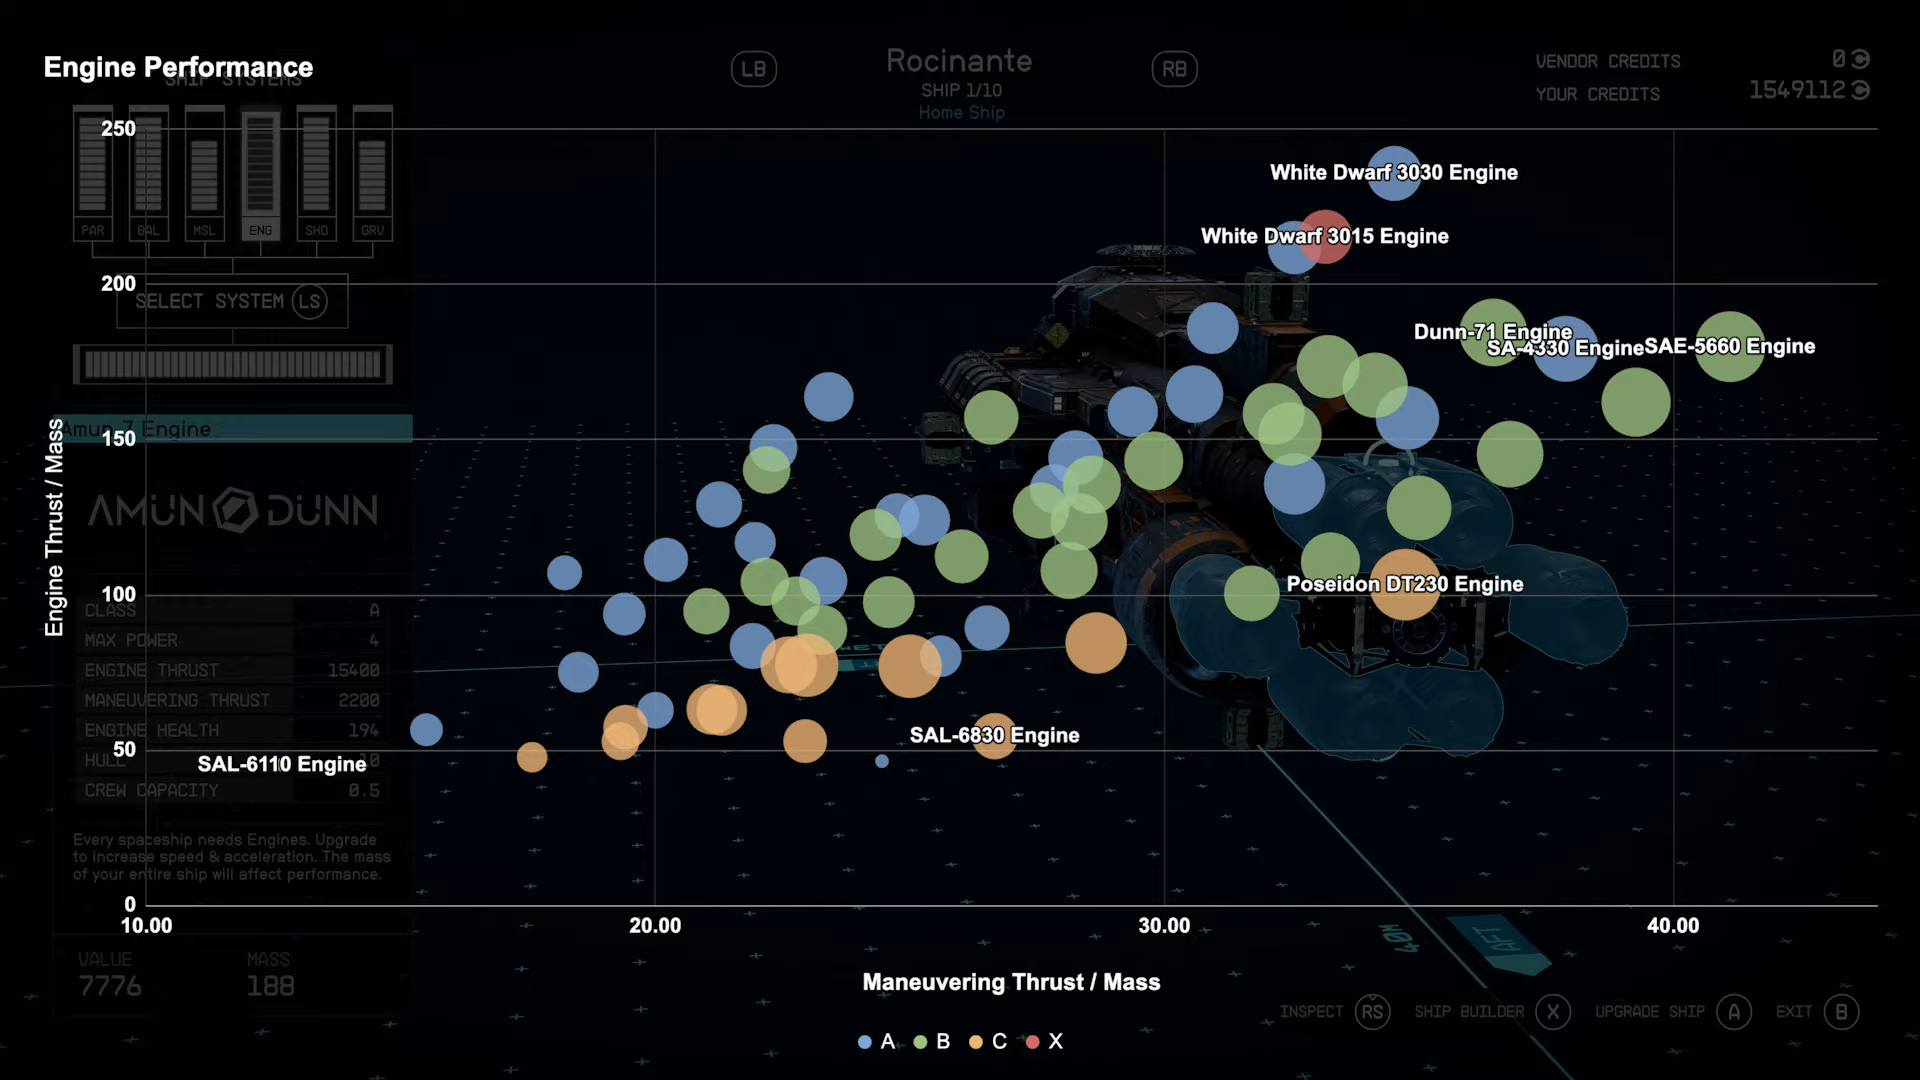 Engine Performance
SHIP SYSTEMS
LB
Rocinante
RB
SHIP 1/10
Home Ship
VENDOR CREDITS 0
YOUR CREDITS 1549112
PAR BAL MSL ENG SHD GRV
SELECT SYSTEM LS
Amun-7 Engine
AMUN DUNN
CLASS A
MAX POWER 4
ENGINE THRUST 15400
MANEUVERING THRUST 2200
ENGINE HEALTH 194
HULL
CREW CAPACITY 0.5
Every spaceship needs Engines. Upgrade
to increase speed & acceleration. The mass
of your entire ship will affect performance.
VALUE MASS
7776 188
Engine Thrust / Mass
250
200
150
100
50
0
White Dwarf 3030 Engine
White Dwarf 3015 Engine
Dunn-71 Engine
SA-4330 Engine
SAE-5660 Engine
Poseidon DT230 Engine
SAL-6830 Engine
SAL-6110 Engine
10.00 20.00 30.00 40.00
Maneuvering Thrust / Mass
A B C X
40M
AFT
INSPECT RS SHIP BUILDER X UPGRADE SHIP A EXIT B